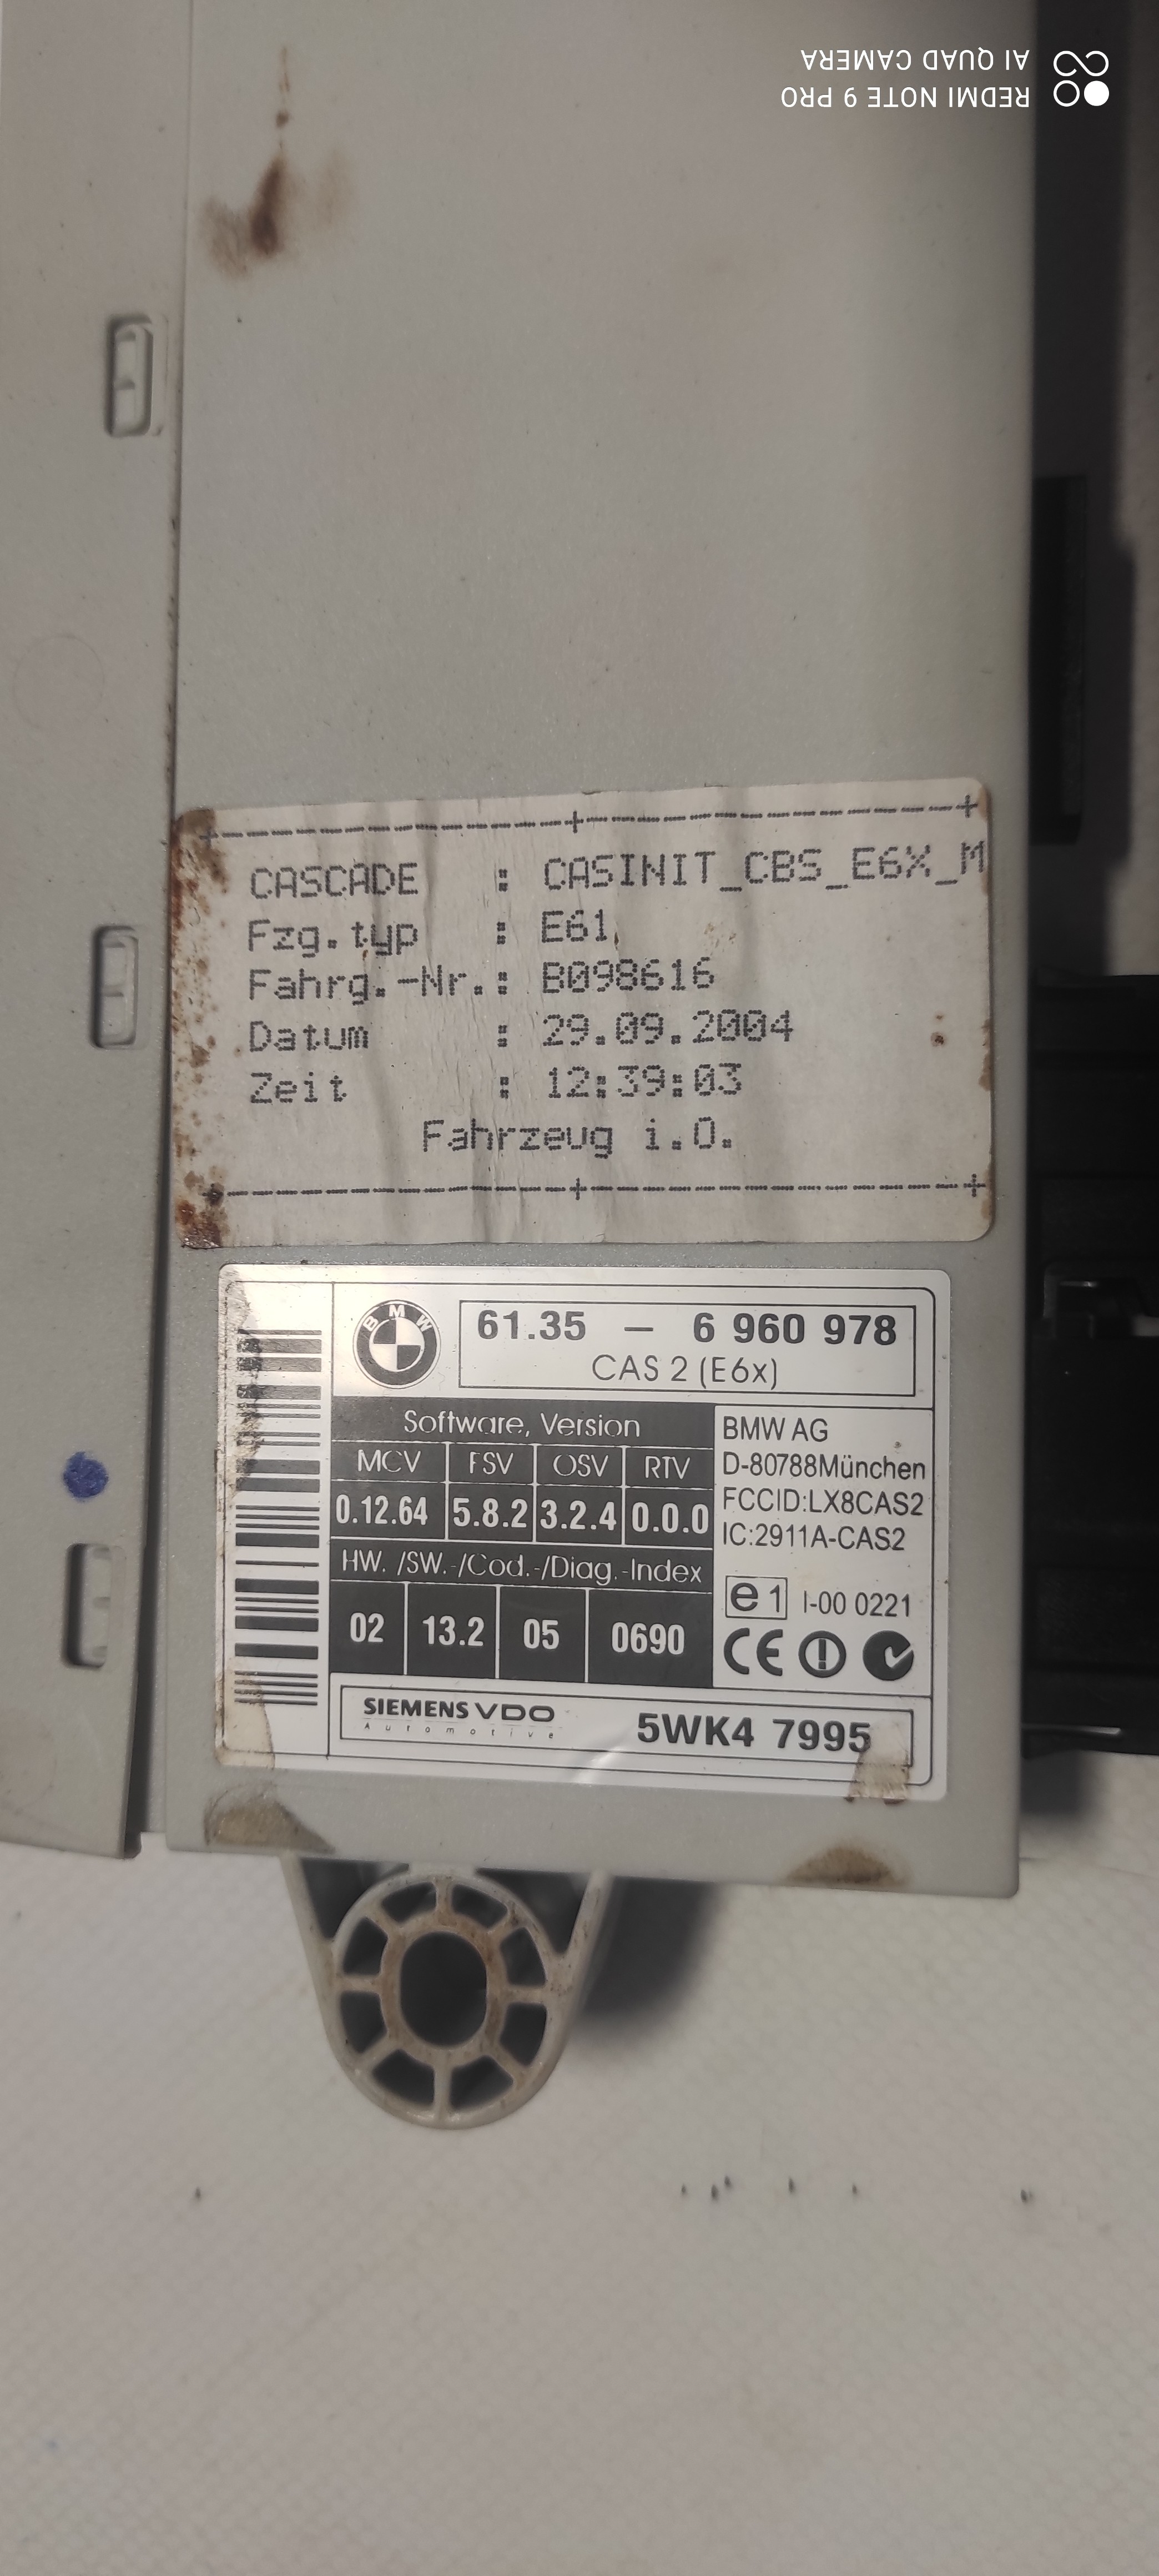 REDMI NOTE 9 PRO
AI QUAD CAMERA
CASCADE : CASINIT_CBS_E6X_M
Fzg.typ : E61
Fahrg.-Nr.: B098616
Datum : 29.09.2004
Zeit : 12:39:03
Fahrzeug i.O.
BMW
61.35 – 6 960 978
CAS 2 (E6x)
Software, Version
MCV FSV OSV RTV
0.12.64 5.8.2 3.2.4 0.0.0
HW. /SW.-/Cod.-/Diag.-Index
02 13.2 05 0690
BMW AG
D-80788München
FCCID:LX8CAS2
IC:2911A-CAS2
e1 I-00 0221
CE
SIEMENS VDO
Automotive
5WK4 7995